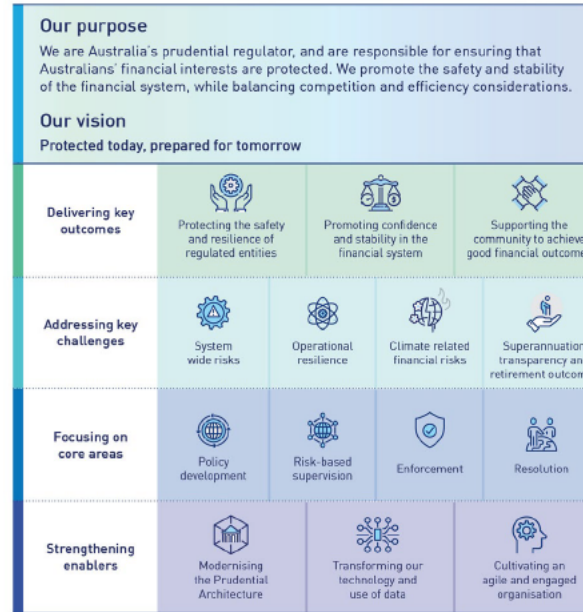 Our purpose
We are Australia's prudential regulator, and are responsible for ensuring that
Australians' financial interests are protected. We promote the safety and stability
of the financial system, while balancing competition and efficiency considerations.
Our vision
Protected today, prepared for tomorrow
Delivering key
outcomes
Protecting the safety
and resilience of
regulated entities
Promoting confidence
and stability in the
financial system
Supporting the
community to achieve
good financial outcome
Addressing key
challenges
System
wide risks
Operational
resilience
Climate related
financial risks
Superannuation
transparency an
retirement outcom
Focusing on
core areas
Policy
development
Risk-based
supervision
Enforcement
Resolution
Strengthening
enablers
Modernising
the Prudential
Architecture
Transforming our
technology and
use of data
Cultivating an
agile and engaged
organisation